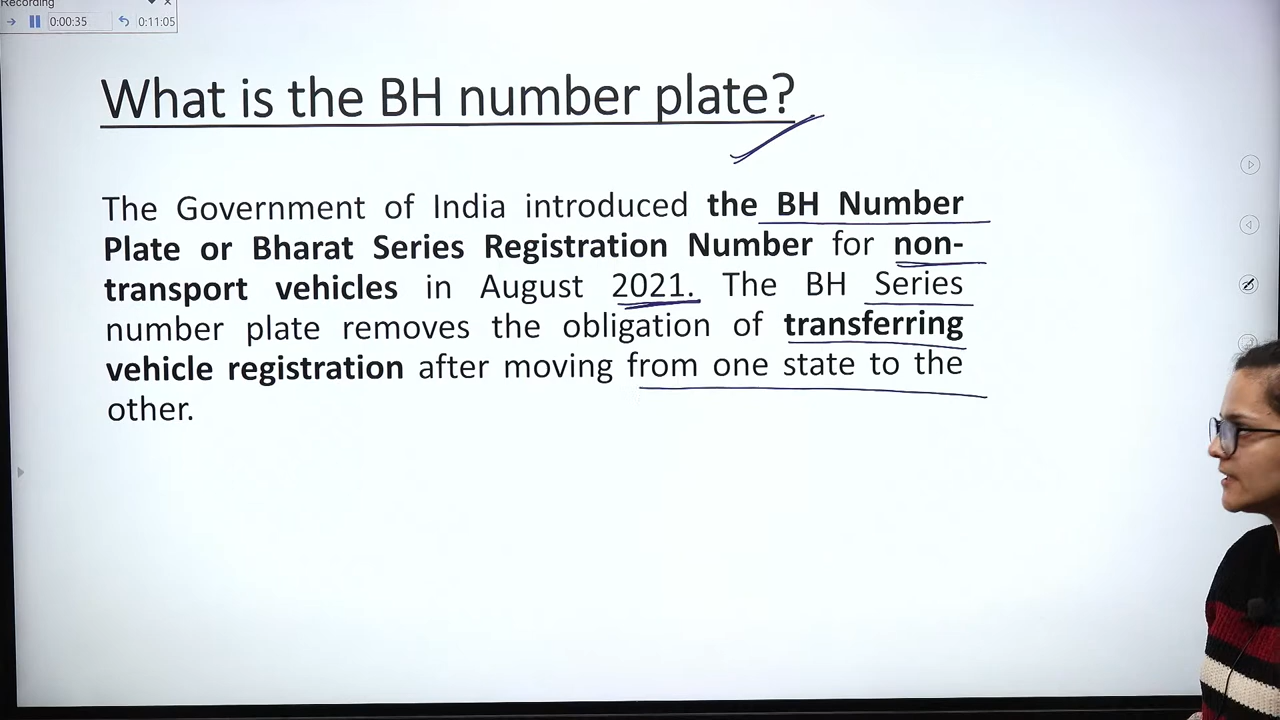 Recording
0:00:35
0:11:05
What is the BH number plate?
The Government of India introduced the BH Number
Plate or Bharat Series Registration Number for non-
transport vehicles in August 2021. The BH Series
number plate removes the obligation of transferring
vehicle registration after moving from one state to the
other.